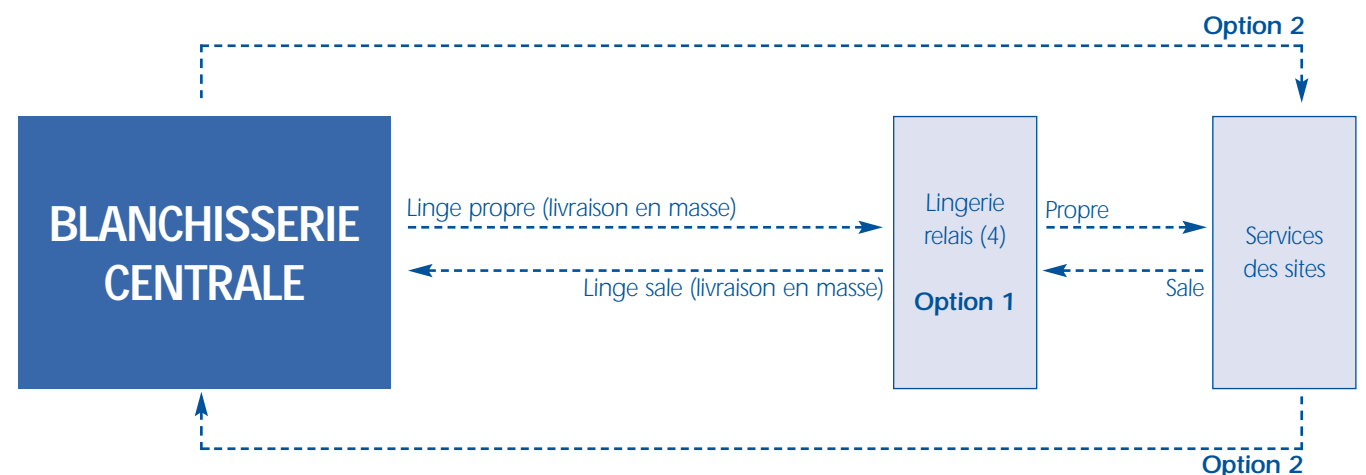 Option 2
BLANCHISSERIE
CENTRALE
Linge propre (livraison en masse)
Linge sale (livraison en masse)
Lingerie
relais (4)
Option 1
Propre
Sale
Services
des sites
Option 2